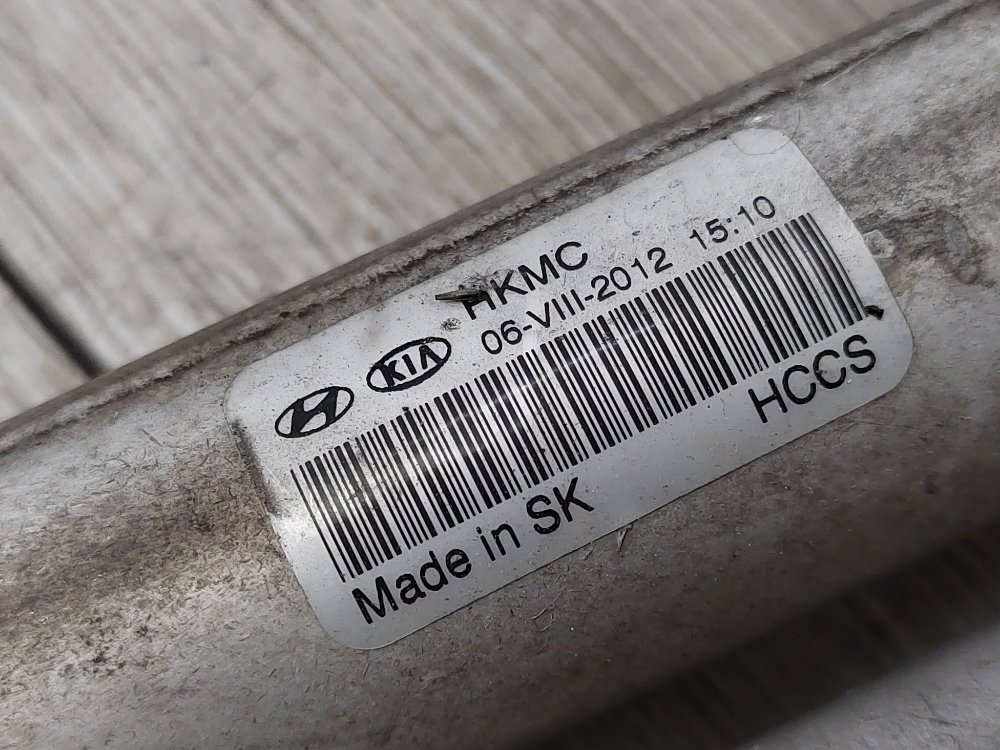 HKMC
KIA 06-VIII-2012 15:10
Made in SK HCCS